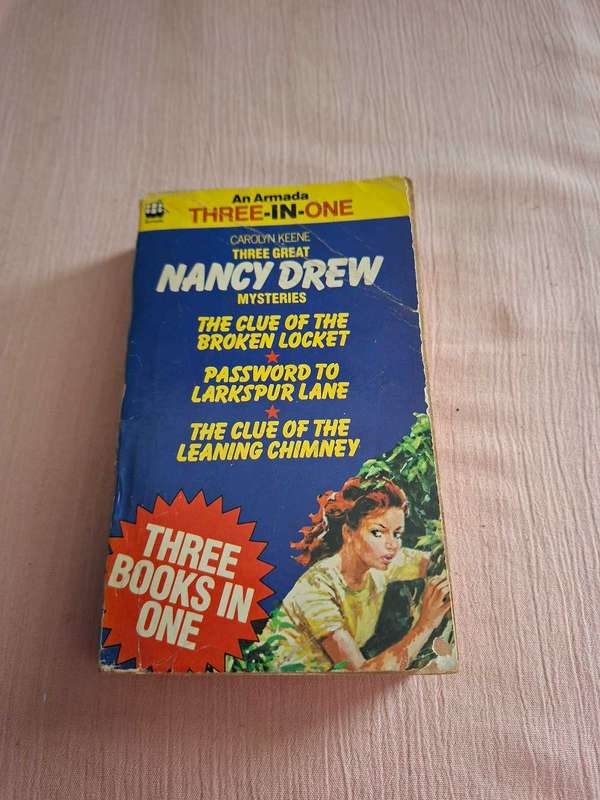 An Armada
THREE-IN-ONE
CAROLYN KEENE
THREE GREAT
NANCY DREW
MYSTERIES
THE CLUE OF THE
BROKEN LOCKET
PASSWORD TO
LARKSPUR LANE
THE CLUE OF THE
LEANING CHIMNEY
THREE
BOOKS IN
ONE